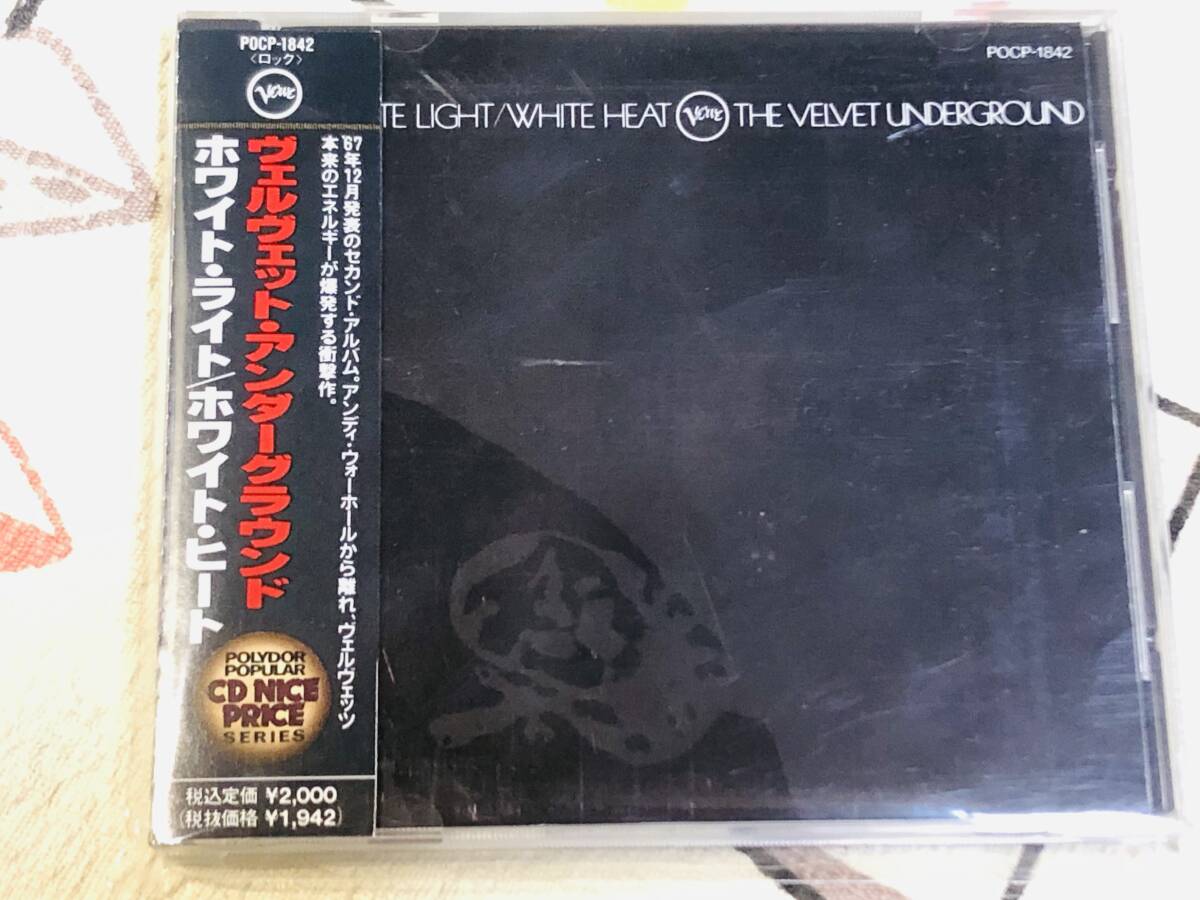 POCP-1842
〈ロック〉
Verve
ヴェルヴェット・アンダーグラウンド
ホワイト・ライト/ホワイト・ヒート
'67年12月発表のセカンド・アルバム。アンディ・ウォーホールから離れ、ヴェルヴェッツ
本来のエネルギーが爆発する衝撃作。
POLYDOR
POPULAR
CD NICE
PRICE
SERIES
税込定価 ¥2,000
(税抜価格 ¥1,942)
POCP-1842
TE LIGHT/WHITE HEAT Verve THE VELVET UNDERGROUND